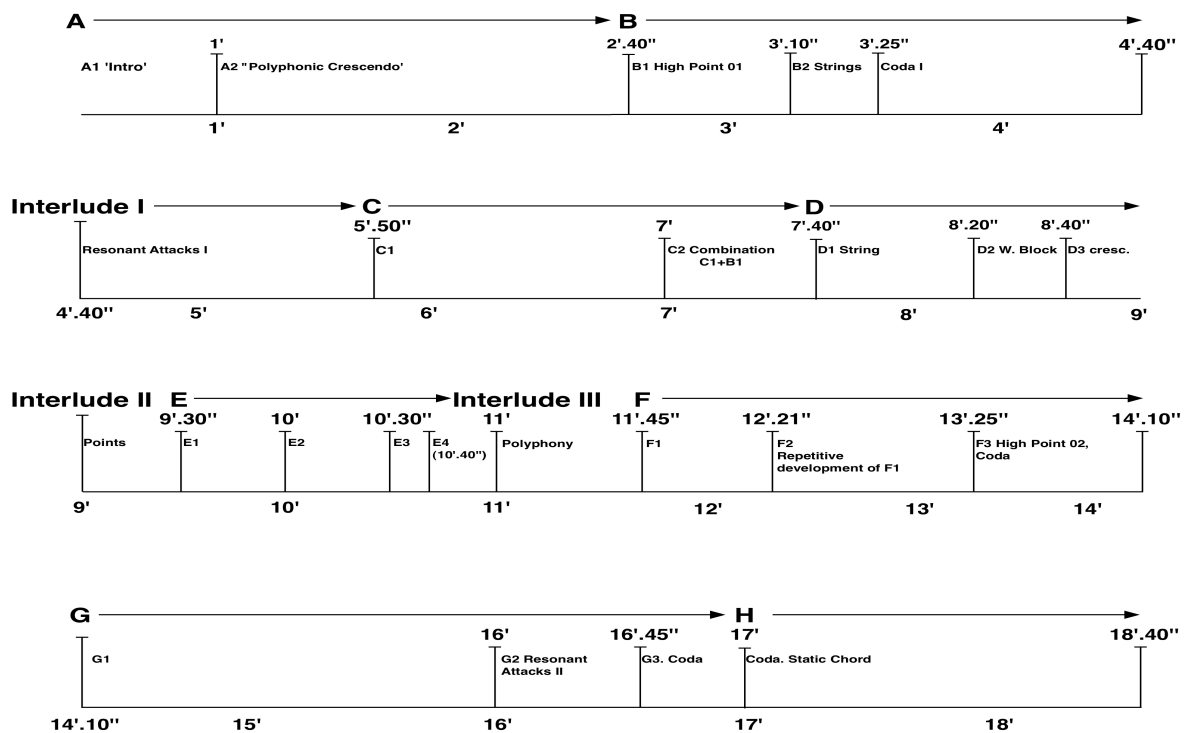 A B
1' 2'.40" 3'.10" 3'.25" 4'.40"
A1 'Intro' A2 "Polyphonic Crescendo' B1 High Point 01 B2 Strings Coda I
1' 2' 3' 4'
Interlude I C D
5'.50" 7' 7'.40" 8'.20" 8'.40"
Resonant Attacks I C1 C2 Combination D1 String D2 W. Block D3 cresc.
C1+B1
4'.40" 5' 6' 7' 8' 9'
Interlude II E Interlude III F
9'.30" 10' 10'.30" 11' 11'.45" 12'.21" 13'.25" 14'.10"
Points E1 E2 E3 E4 Polyphony F1 F2 F3 High Point 02,
(10'.40") Repetitive Coda
development of F1
9' 10' 11' 12' 13' 14'
G H
16' 16'.45" 17' 18'.40"
G1 G2 Resonant G3. Coda Coda. Static Chord
Attacks II
14'.10" 15' 16' 17' 18'